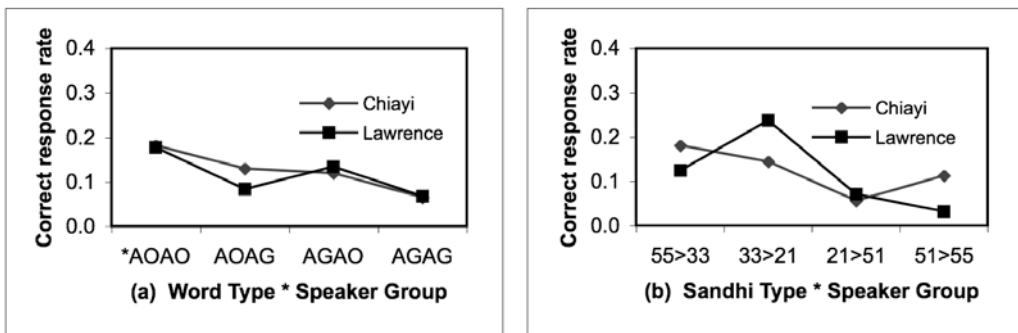 Correct response rate
0.4
0.3
0.2
0.1
0.0
Chiayi
Lawrence
*AOAO AOAG AGAO AGAG
(a) Word Type * Speaker Group
Correct response rate
0.4
0.3
0.2
0.1
0.0
Chiayi
Lawrence
55>33 33>21 21>51 51>55
(b) Sandhi Type * Speaker Group